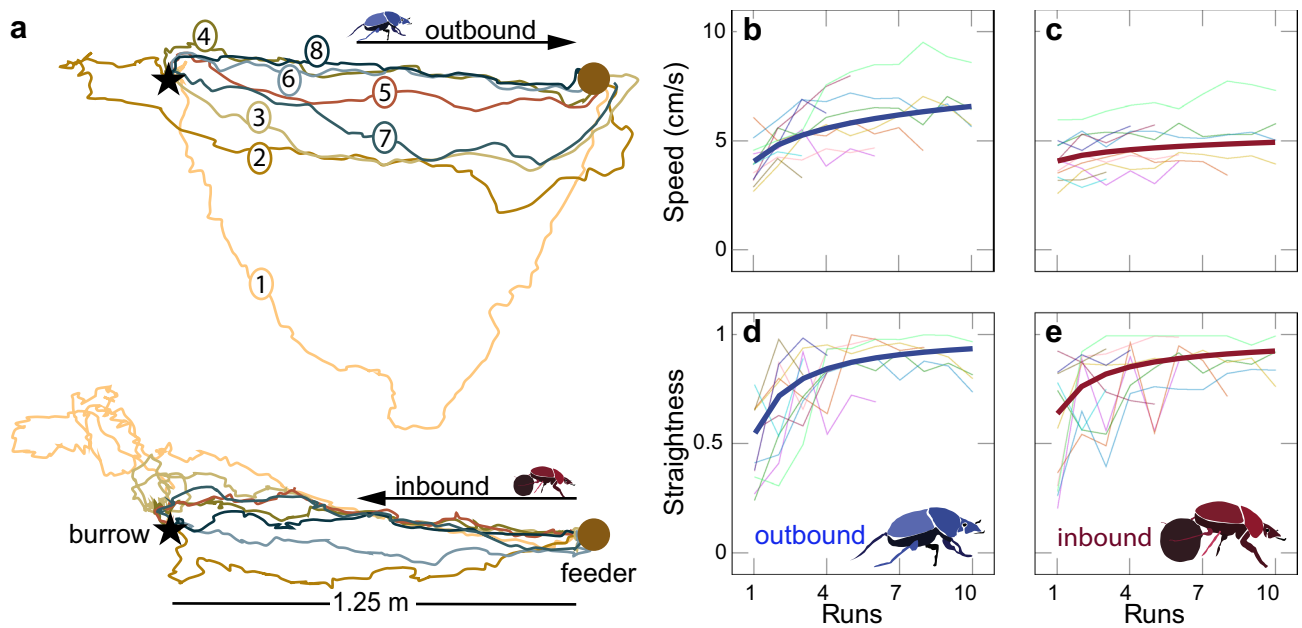 a
4
8
outbound
6
5
3
7
2
1
inbound
burrow
feeder
1.25 m
b
c
10
5
0
Speed (cm/s)
d
e
1
0.5
0
Straightness
outbound
inbound
1
4
7
10
1
4
7
10
Runs
Runs